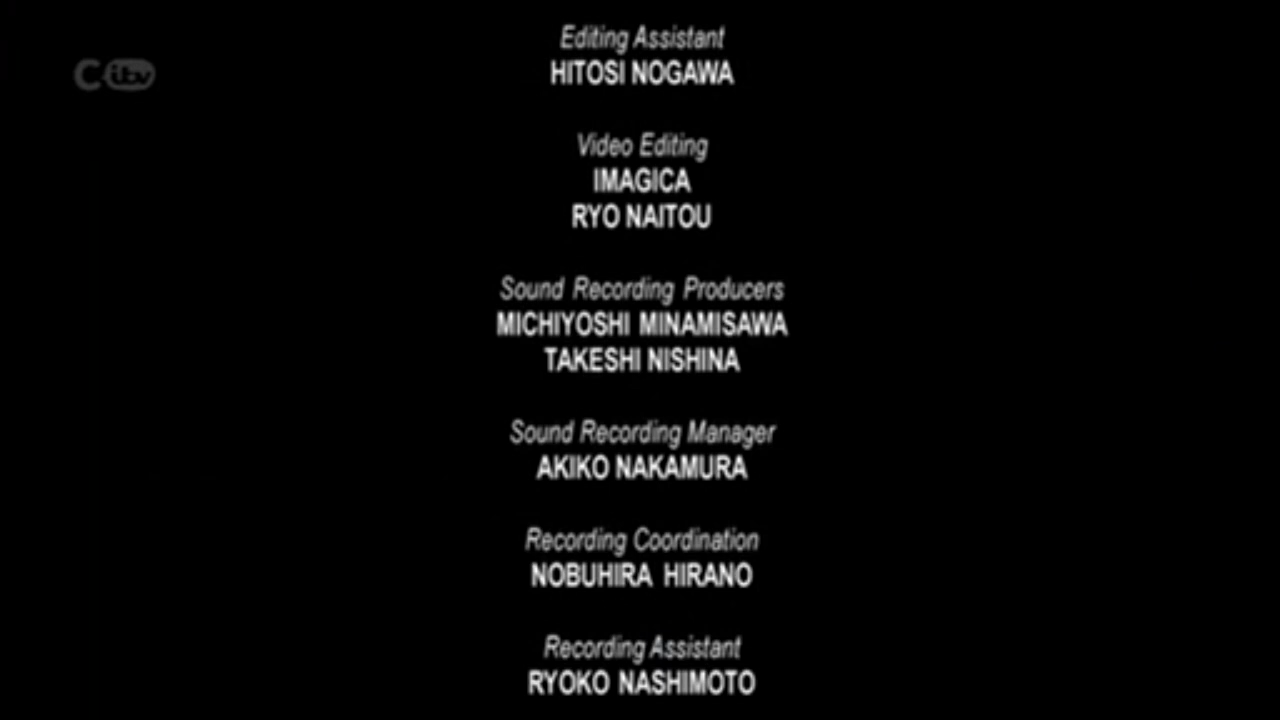 Editing Assistant
HITOSI NOGAWA
Citv
Video Editing
IMAGICA
RYO NAITOU
Sound Recording Producers
MICHIYOSHI MINAMISAWA
TAKESHI NISHINA
Sound Recording Manager
AKIKO NAKAMURA
Recording Coordination
NOBUHIRA HIRANO
Recording Assistant
RYOKO NASHIMOTO